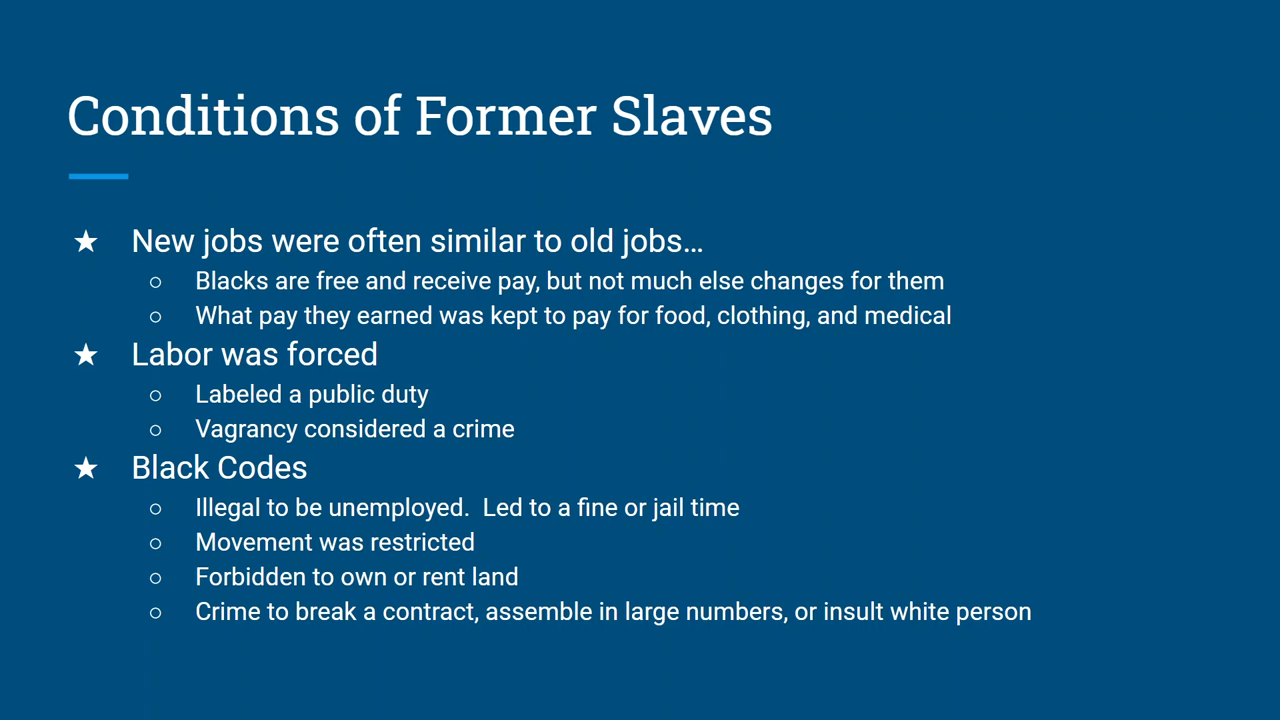 Conditions of Former Slaves
★ New jobs were often similar to old jobs…
○ Blacks are free and receive pay, but not much else changes for them
○ What pay they earned was kept to pay for food, clothing, and medical
★ Labor was forced
○ Labeled a public duty
○ Vagrancy considered a crime
★ Black Codes
○ Illegal to be unemployed.  Led to a fine or jail time
○ Movement was restricted
○ Forbidden to own or rent land
○ Crime to break a contract, assemble in large numbers, or insult white person